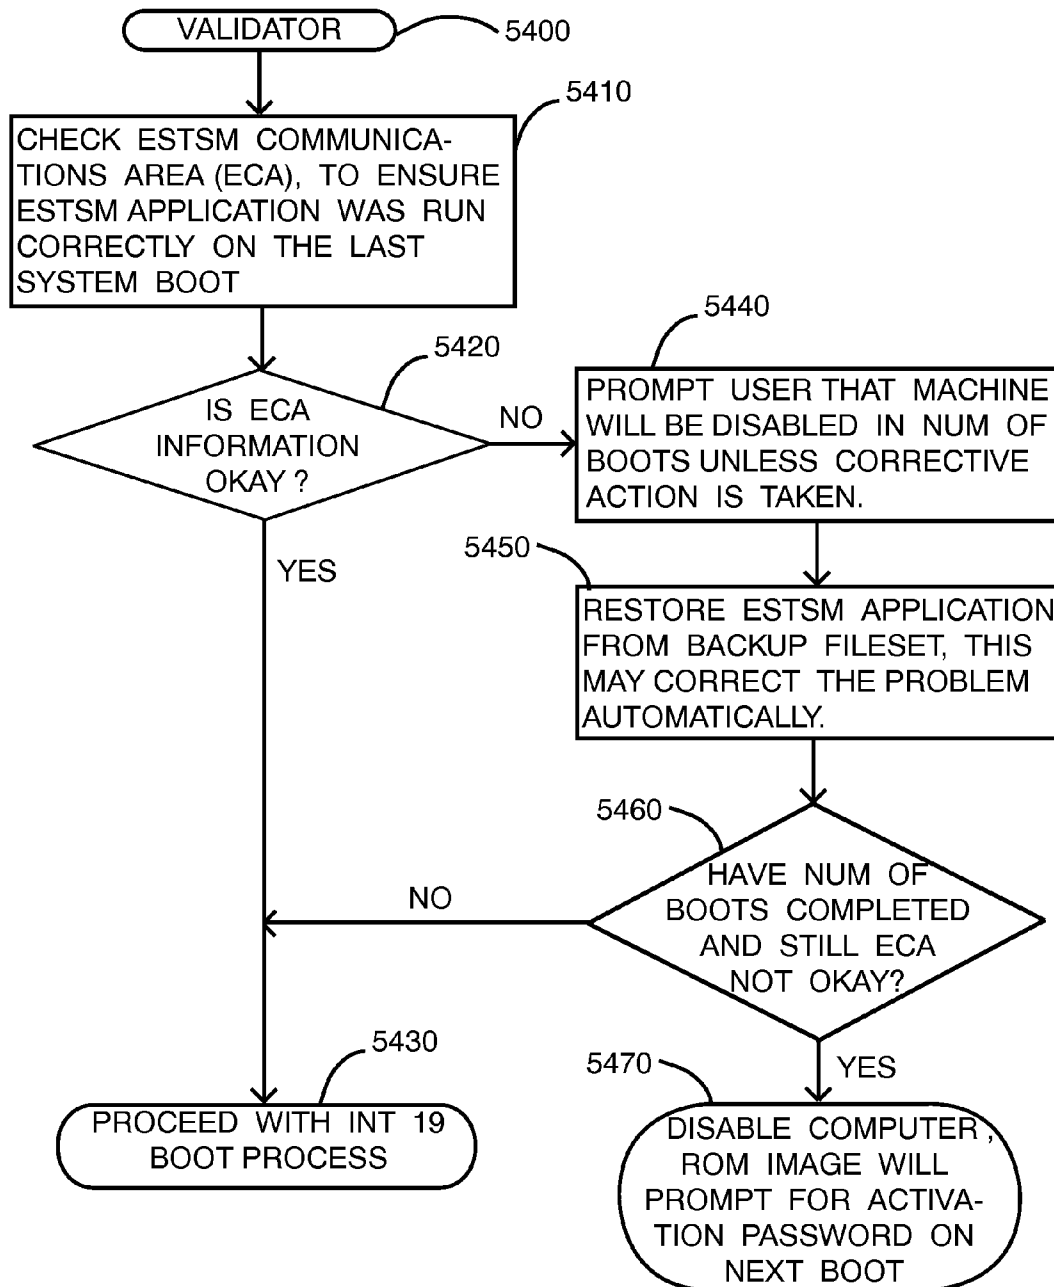 VALIDATOR
5400
5410
CHECK ESTSM COMMUNICA-
TIONS AREA (ECA), TO ENSURE
ESTSM APPLICATION WAS RUN
CORRECTLY ON THE LAST
SYSTEM BOOT
5420
IS ECA
INFORMATION
OKAY ?
NO
YES
5440
PROMPT USER THAT MACHINE
WILL BE DISABLED IN NUM OF
BOOTS UNLESS CORRECTIVE
ACTION IS TAKEN.
5450
RESTORE ESTSM APPLICATION
FROM BACKUP FILESET, THIS
MAY CORRECT THE PROBLEM
AUTOMATICALLY.
5460
HAVE NUM OF
BOOTS COMPLETED
AND STILL ECA
NOT OKAY?
NO
YES
5430
PROCEED WITH INT 19
BOOT PROCESS
5470
DISABLE COMPUTER ,
ROM IMAGE WILL
PROMPT FOR ACTIVA-
TION PASSWORD ON
NEXT BOOT